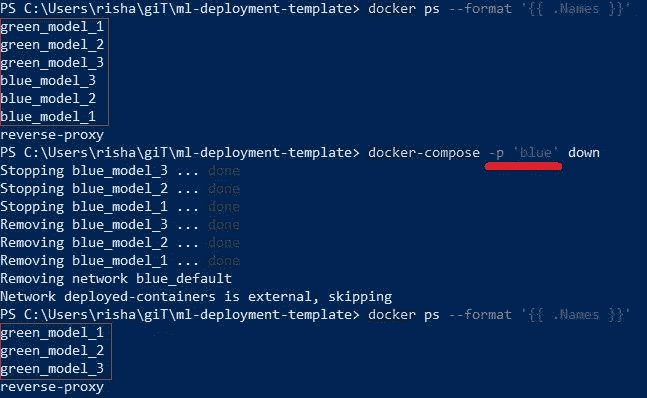 PS C:\Users\risha\giT\ml-deployment-template> docker ps --format '{{ .Names }}'
green_model_1
green_model_2
green_model_3
blue_model_3
blue_model_2
blue_model_1
reverse-proxy
PS C:\Users\risha\giT\ml-deployment-template> docker-compose -p 'blue' down
Stopping blue_model_3 ... done
Stopping blue_model_2 ... done
Stopping blue_model_1 ... done
Removing blue_model_3 ... done
Removing blue_model_2 ... done
Removing blue_model_1 ... done
Removing network blue_default
Network deployed-containers is external, skipping
PS C:\Users\risha\giT\ml-deployment-template> docker ps --format '{{ .Names }}'
green_model_1
green_model_2
green_model_3
reverse-proxy